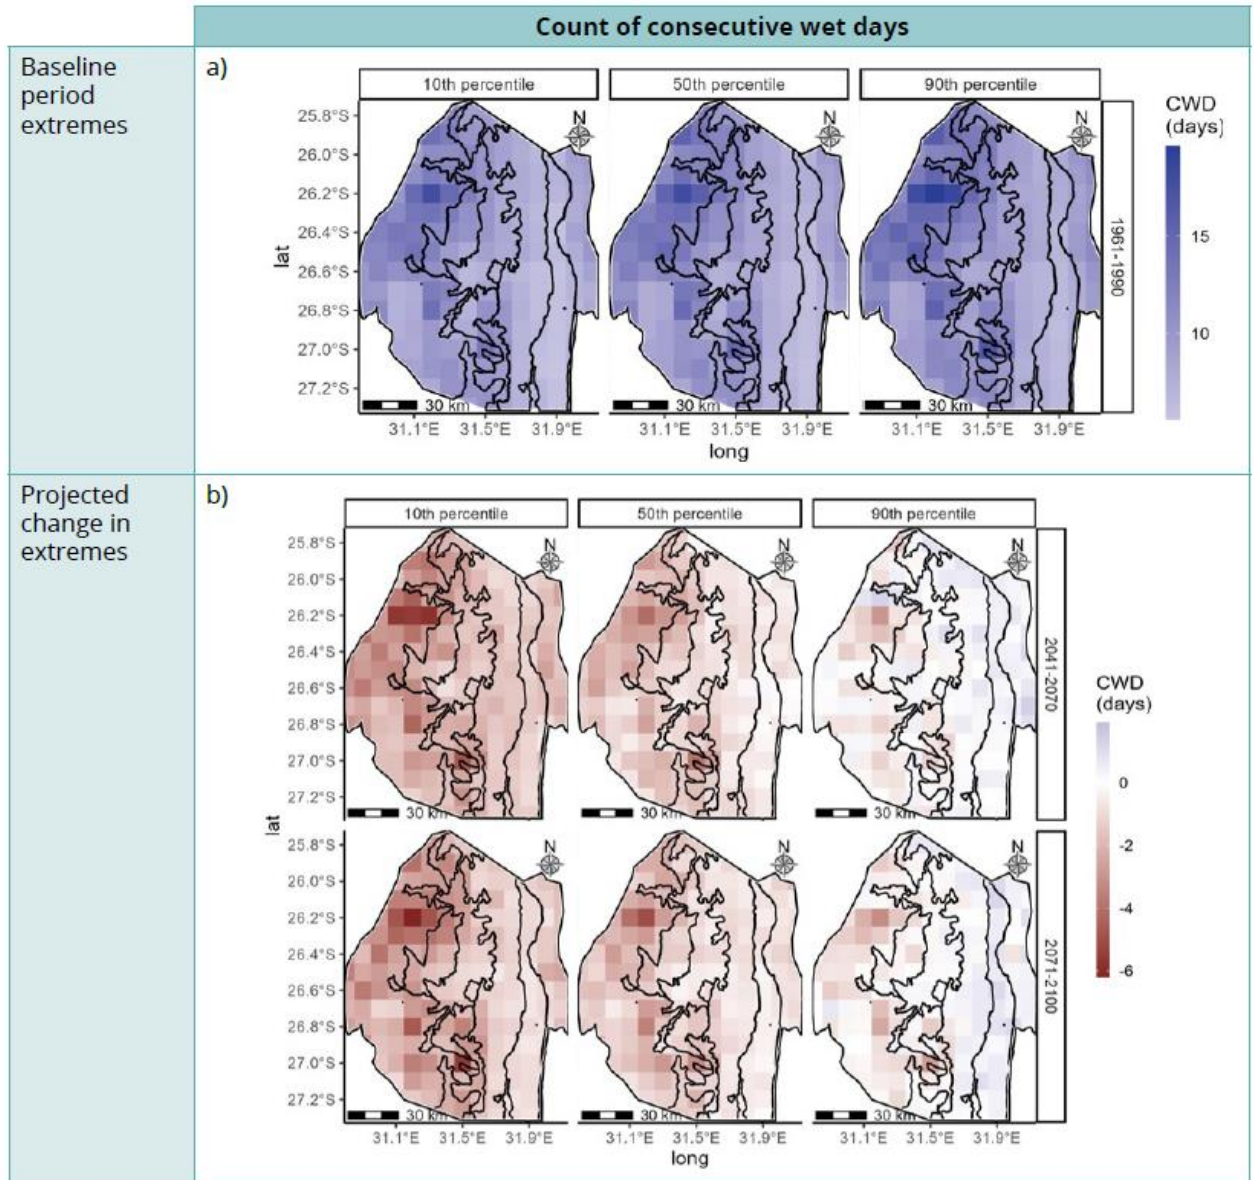 Count of consecutive wet days
Baseline
period
extremes
a)
10th percentile
50th percentile
90th percentile
N
N
N
25.8°S
26.0°S
26.2°S
26.4°S
26.6°S
26.8°S
27.0°S
27.2°S
lat
30 km
30 km
30 km
31.1°E 31.5°E 31.9°E
31.1°E 31.5°E 31.9°E
31.1°E 31.5°E 31.9°E
long
1961-1990
CWD
(days)
15
10
Projected
change in
extremes
b)
10th percentile
50th percentile
90th percentile
N
N
N
25.8°S
26.0°S
26.2°S
26.4°S
26.6°S
26.8°S
27.0°S
27.2°S
30 km
30 km
30 km
2041-2070
lat
N
N
N
25.8°S
26.0°S
26.2°S
26.4°S
26.6°S
26.8°S
27.0°S
27.2°S
30 km
30 km
30 km
2071-2100
31.1°E 31.5°E 31.9°E
31.1°E 31.5°E 31.9°E
31.1°E 31.5°E 31.9°E
long
CWD
(days)
0
-2
-4
-6